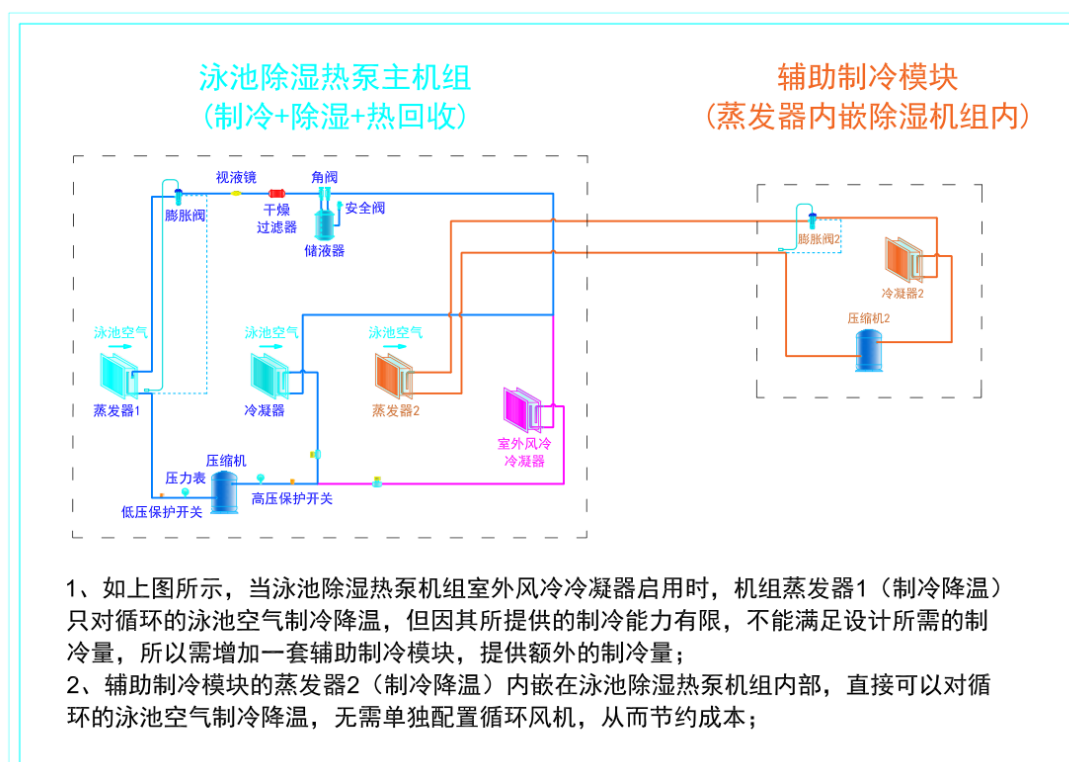 泳池除湿热泵主机组
(制冷+除湿+热回收)
辅助制冷模块
(蒸发器内嵌除湿机组内)
视液镜
角阀
膨胀阀
干燥
过滤器
安全阀
储液器
膨胀阀2
冷凝器2
压缩机2
泳池空气
泳池空气
泳池空气
蒸发器1
冷凝器
蒸发器2
室外风冷
冷凝器
压缩机
压力表
高压保护开关
低压保护开关
1、如上图所示，当泳池除湿热泵机组室外风冷冷凝器启用时，机组蒸发器1（制冷降温）
只对循环的泳池空气制冷降温，但因其所提供的制冷能力有限，不能满足设计所需的制
冷量，所以需增加一套辅助制冷模块，提供额外的制冷量；
2、辅助制冷模块的蒸发器2（制冷降温）内嵌在泳池除湿热泵机组内部，直接可以对循
环的泳池空气制冷降温，无需单独配置循环风机，从而节约成本；